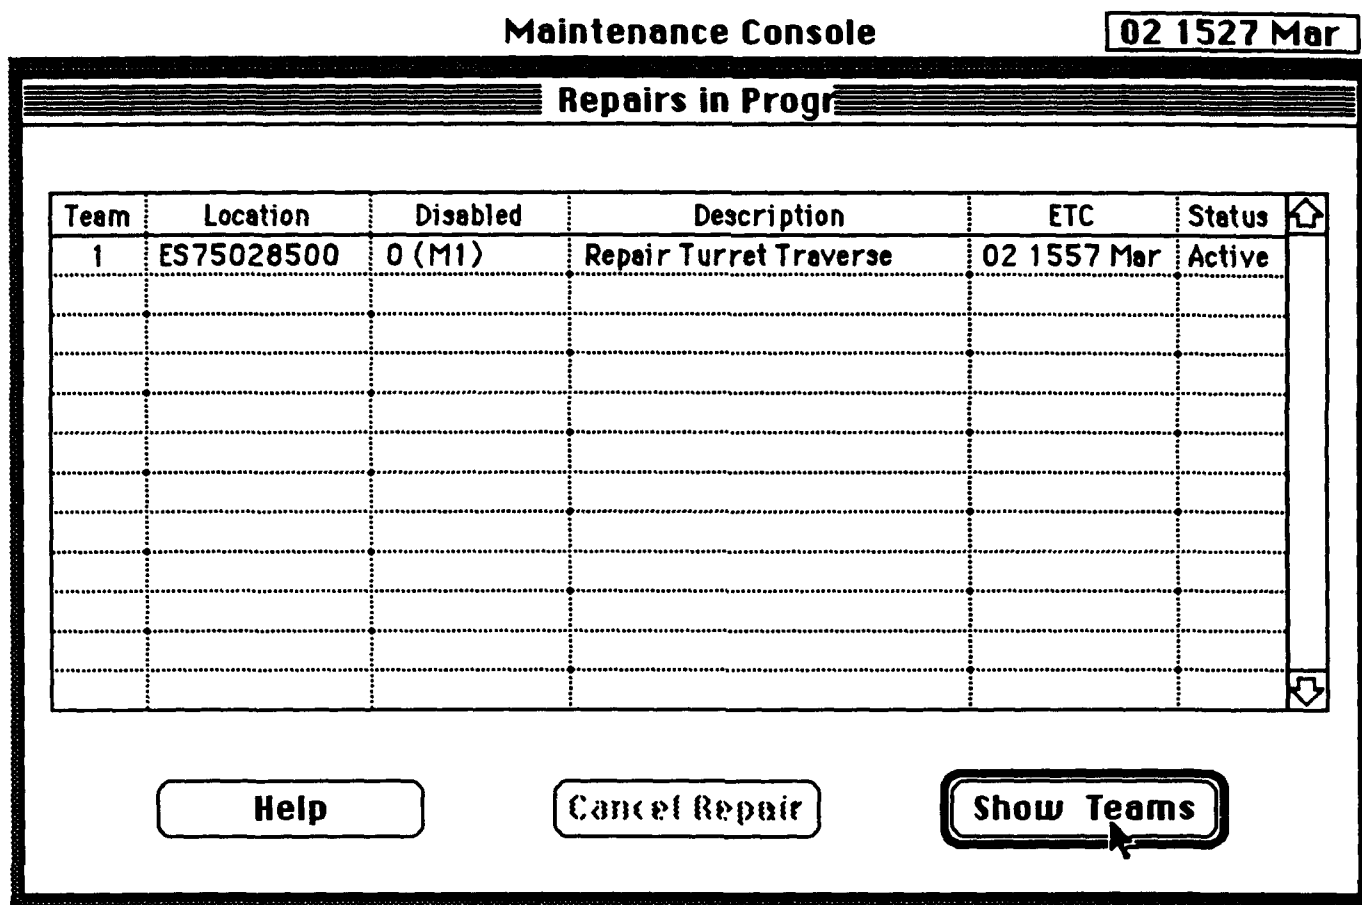 Maintenance Console 02 1527 Mar
Repairs in Progr
Team Location Disabled Description ETC Status
1 ES75028500 0 (M1) Repair Turret Traverse 02 1557 Mar Active
Help Cancel Repair Show Teams